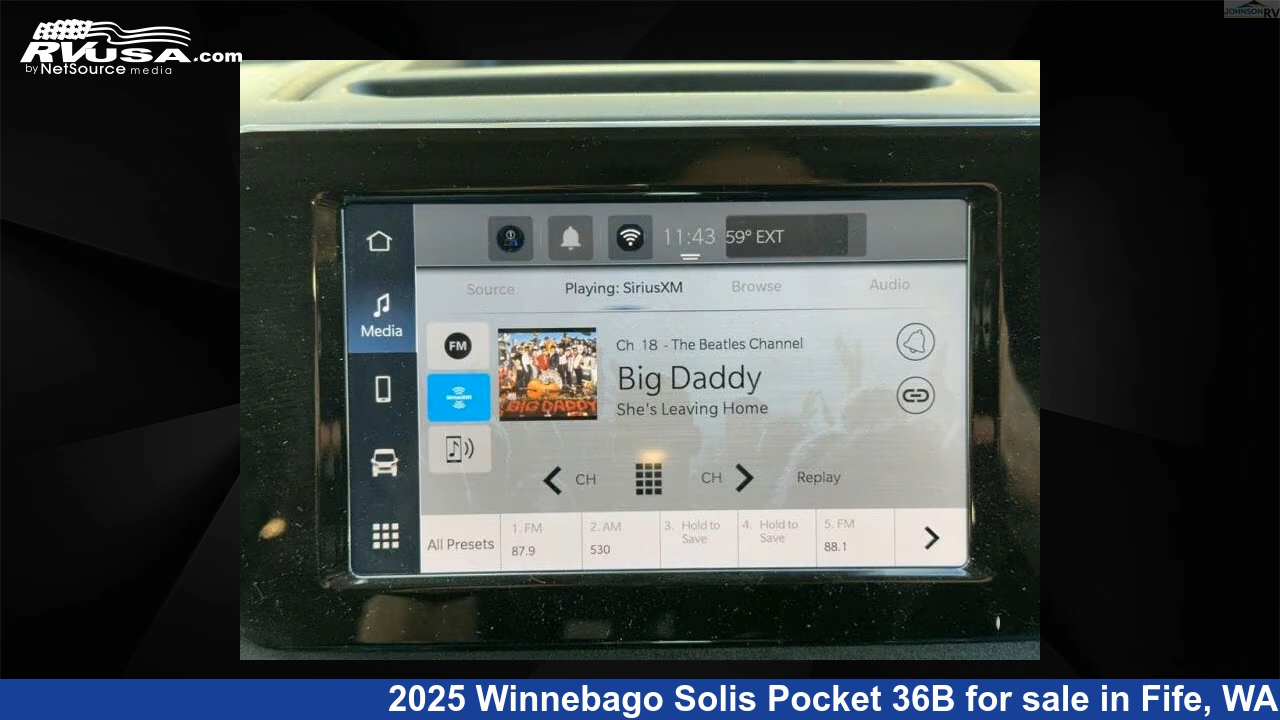 JOHNSON RV
RVUSA.com
by NetSource media
11:43
59° EXT
Source
Playing: SiriusXM
Browse
Audio
Media
FM
Ch 18 - The Beatles Channel
Big Daddy
She's Leaving Home
BIG DADDY
SiriusXM
CH
CH
Replay
All Presets
1. FM
87.9
2. AM
530
3. Hold to
Save
4. Hold to
Save
5. FM
88.1
2025 Winnebago Solis Pocket 36B for sale in Fife, WA